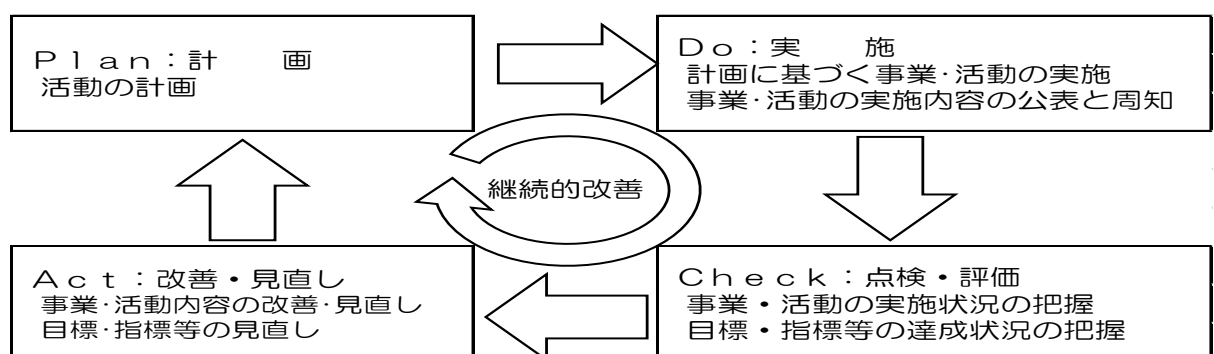 Ｐｌａｎ：計　　画
活動の計画
Ｄｏ：実　　施
計画に基づく事業・活動の実施
事業・活動の実施内容の公表と周知
継続的改善
Ａｃｔ：改善・見直し
事業・活動内容の改善・見直し
目標・指標等の見直し
Ｃｈｅｃｋ：点検・評価
事業・活動の実施状況の把握
目標・指標等の達成状況の把握